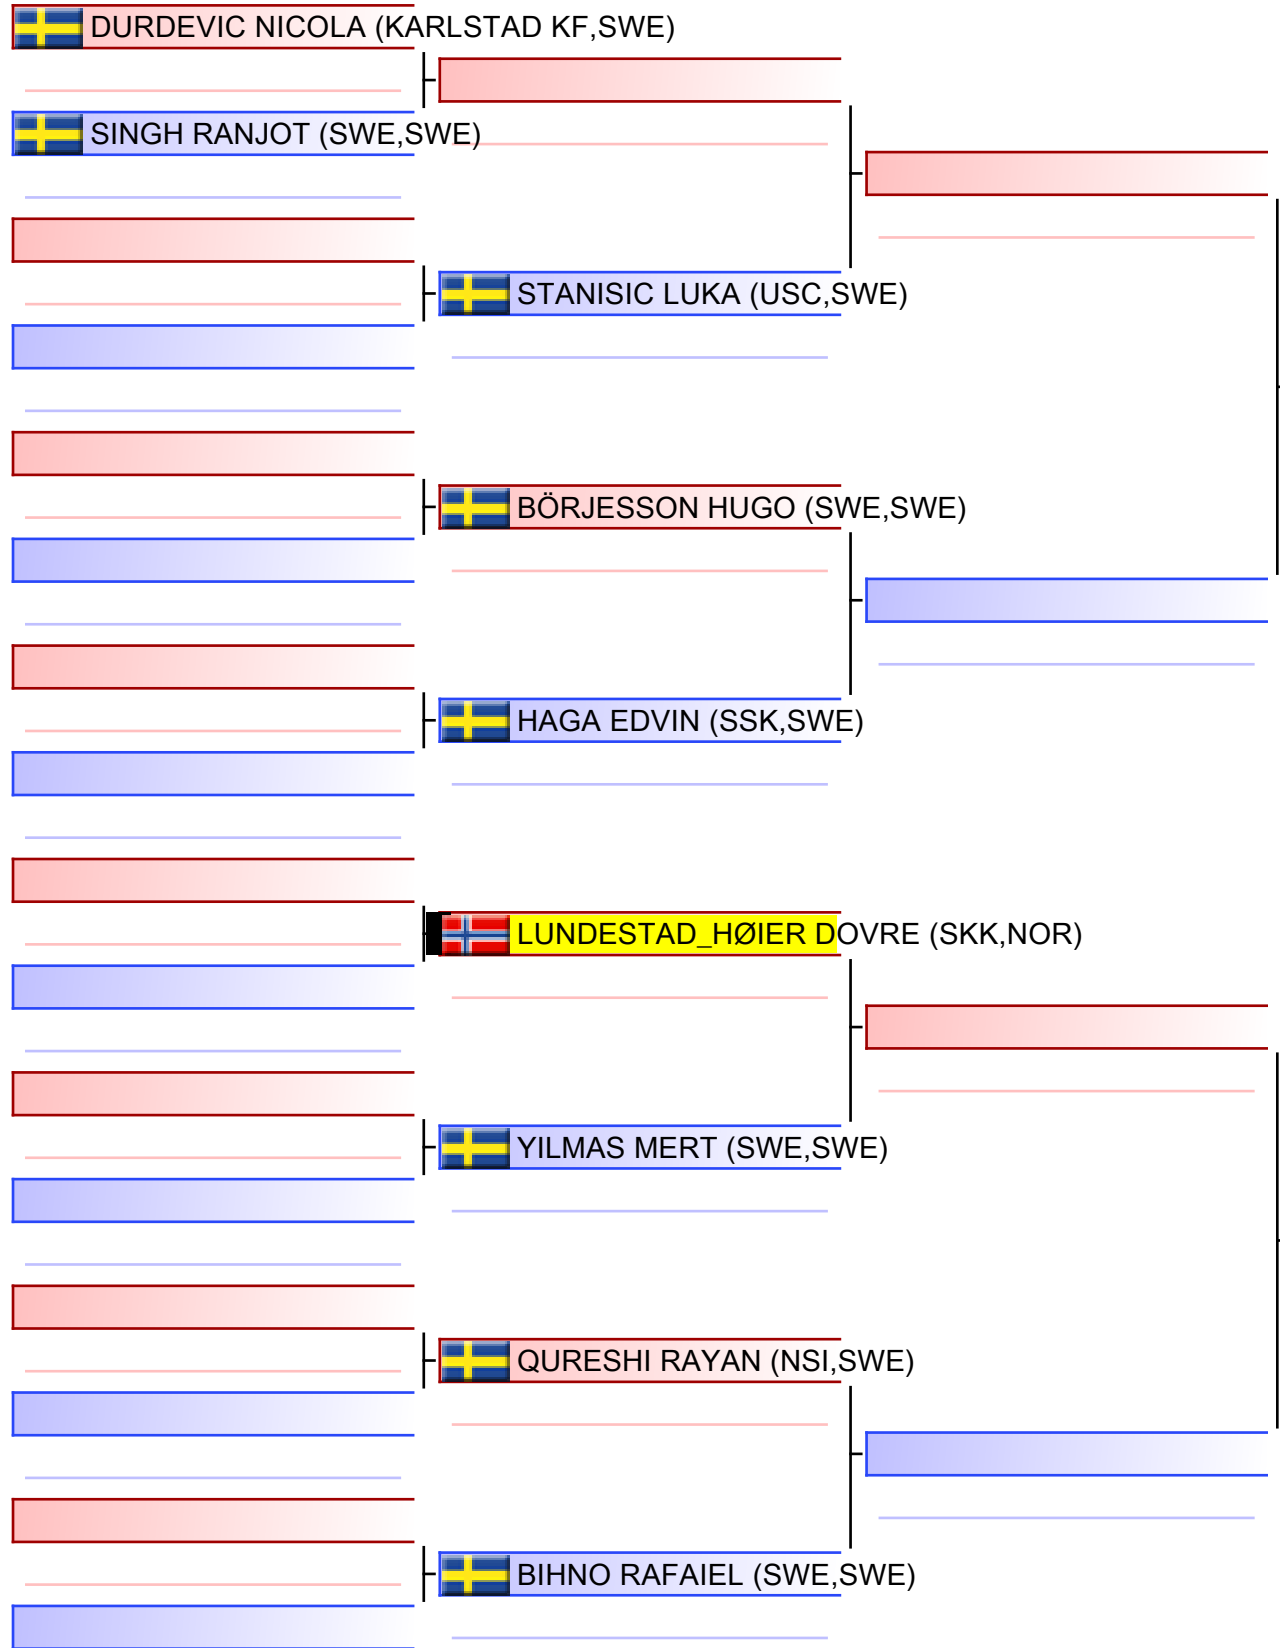 DURDEVIC NICOLA (KARLSTAD KF,SWE)
SINGH RANJOT (SWE,SWE)
STANISIC LUKA (USC,SWE)
BÖRJESSON HUGO (SWE,SWE)
HAGA EDVIN (SSK,SWE)
LUNDESTAD_HØIER DOVRE (SKK,NOR)
YILMAS MERT (SWE,SWE)
QURESHI RAYAN (NSI,SWE)
BIHNO RAFAIEL (SWE,SWE)